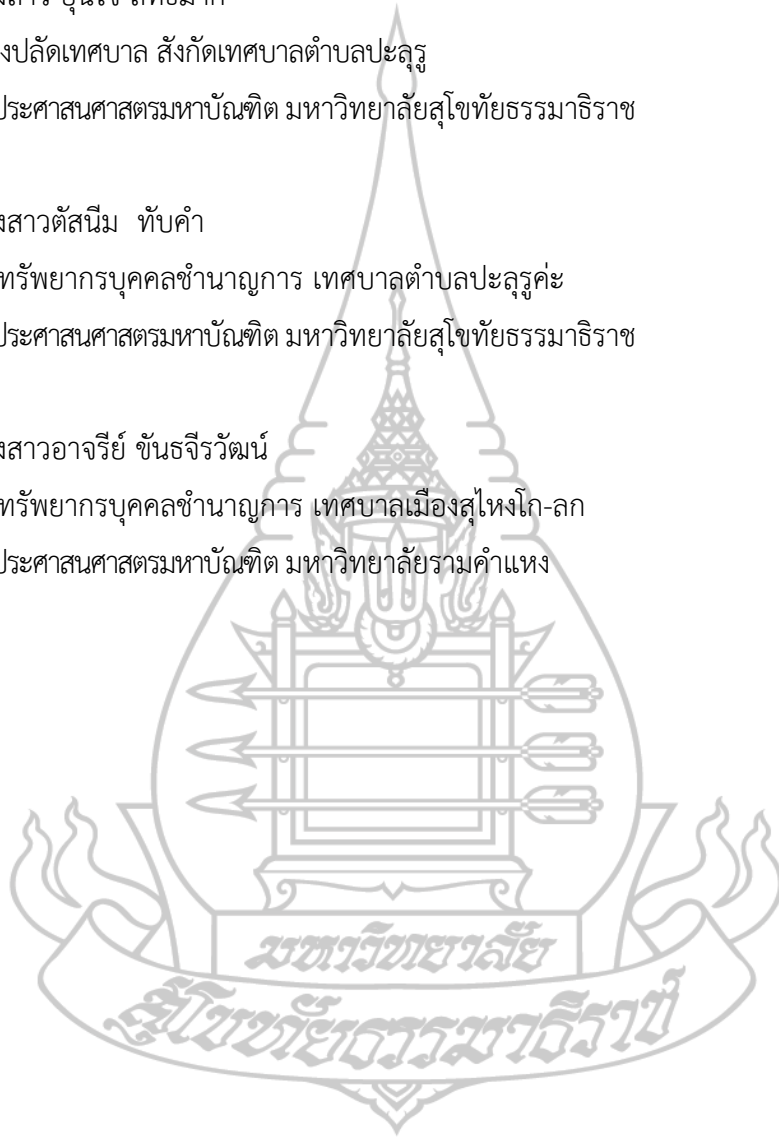 งปลัดเทศบาล สังกัดเทศบาลตำบลปะลุรู
ประศาสนศาสตรมหาบัณฑิต มหาวิทยาลัยสุโขทัยธรรมาธิราช
งสาวตัสนีม ทับคำ
ทรัพยากรบุคคลชำนาญการ เทศบาลตำบลปะลุรูค่ะ
ประศาสนศาสตรมหาบัณฑิต มหาวิทยาลัยสุโขทัยธรรมาธิราช
งสาวอาจรีย์ ขันธจีรวัฒน์
ทรัพยากรบุคคลชำนาญการ เทศบาลเมืองสุไหงโก-ลก
ประศาสนศาสตรมหาบัณฑิต มหาวิทยาลัยรามคำแหง
มหาวิทยาลัย
สุโขทัยธรรมาธิราช